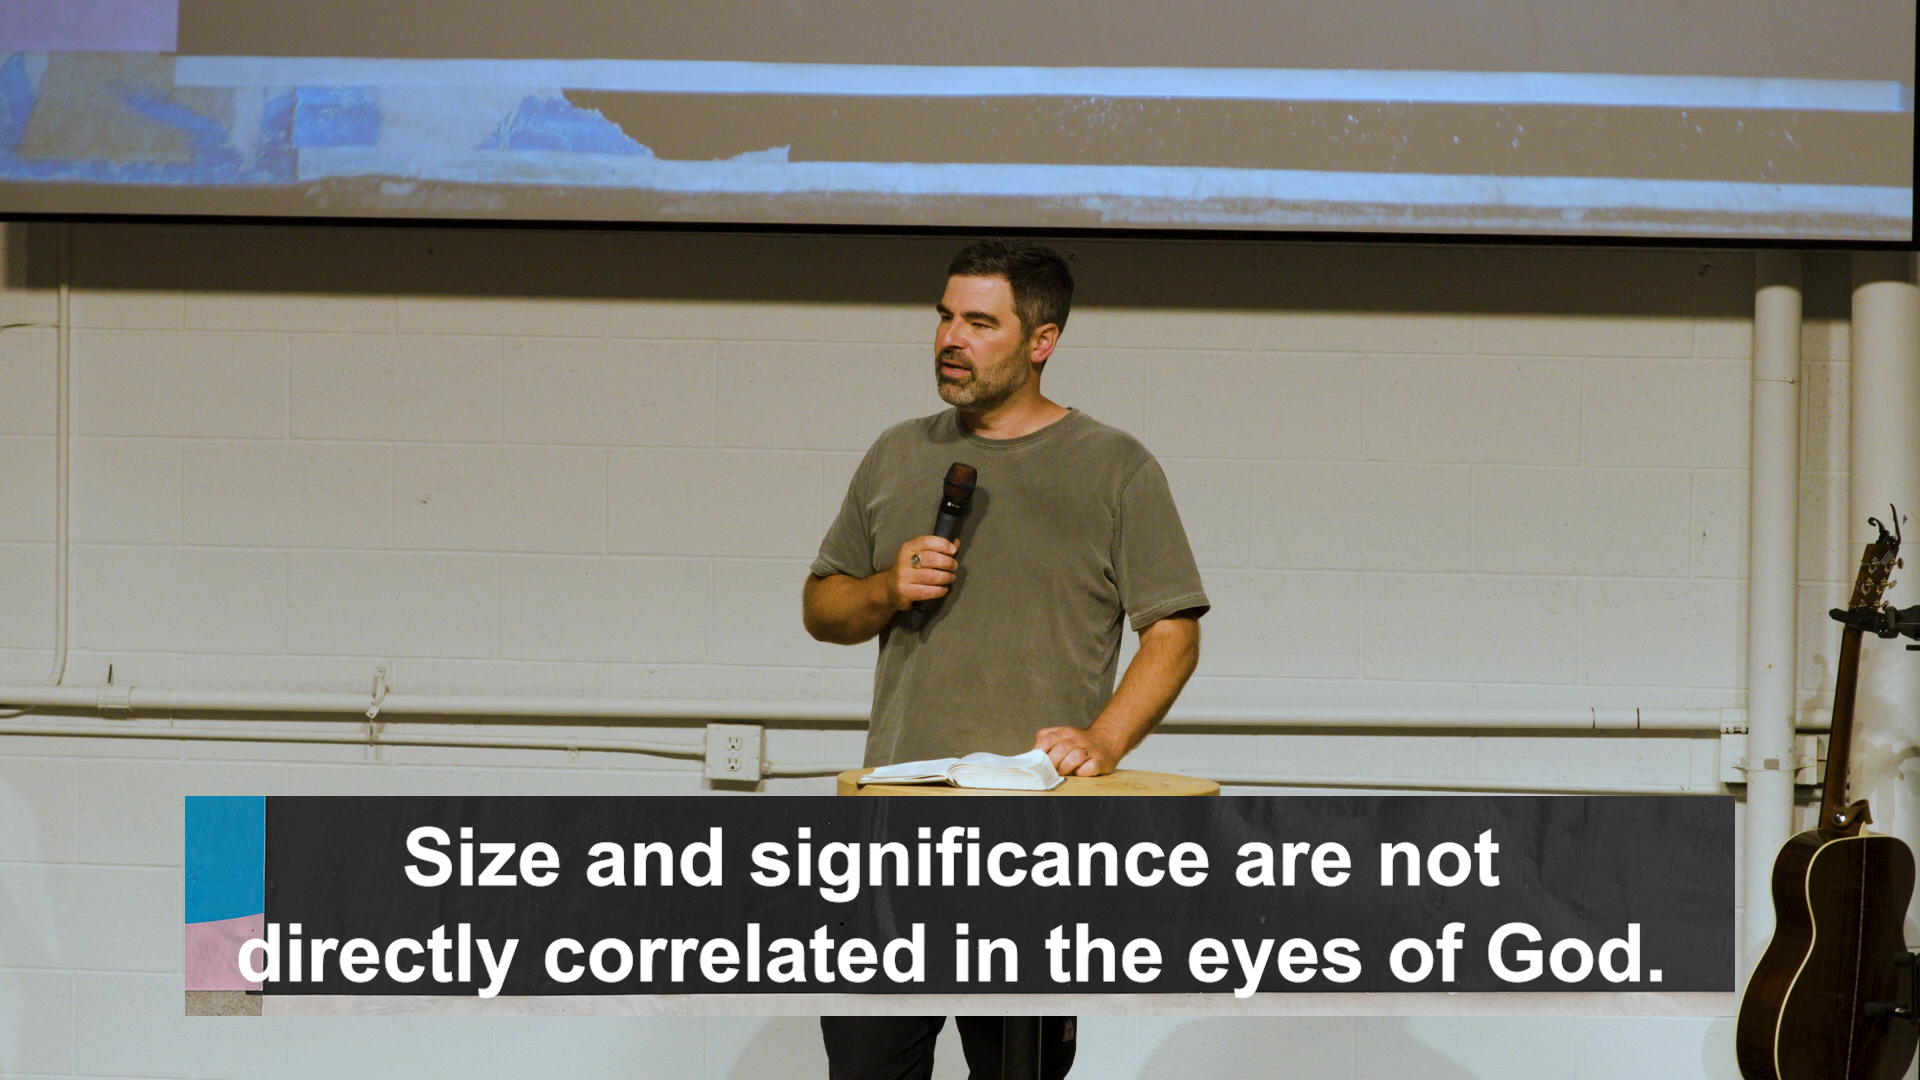 Size and significance are not
directly correlated in the eyes of God.